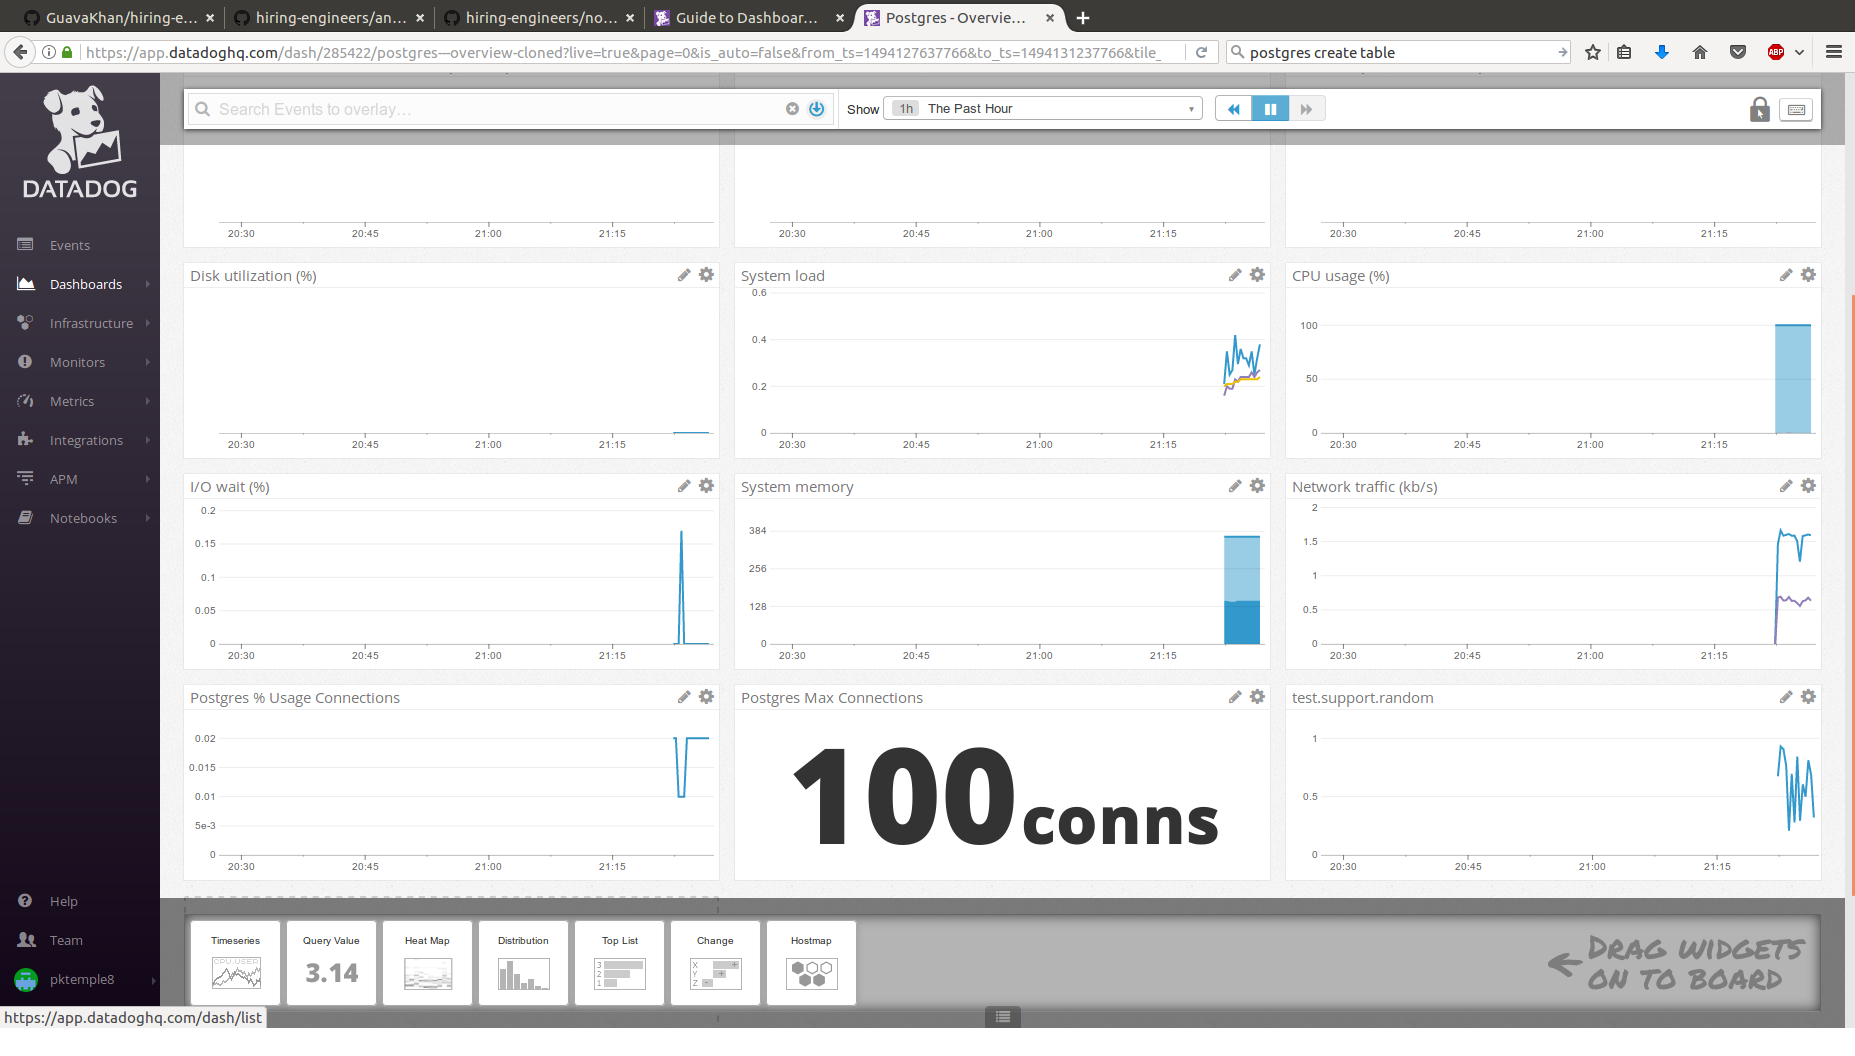 GuavaKhan/hiring-e... × hiring-engineers/an... × hiring-engineers/no... × Guide to Dashboar... × Postgres - Overvie... × +
https://app.datadoghq.com/dash/285422/postgres—overview-cloned?live=true&page=0&is_auto=false&from_ts=1494127637766&to_ts=1494131237766&tile_
postgres create table
ABP
DATADOG
Search Events to overlay...
Show 1h The Past Hour
Events
Dashboards
Infrastructure
Monitors
Metrics
Integrations
APM
Notebooks
Help
Team
pktemple8
https://app.datadoghq.com/dash/list
20:30 20:45 21:00 21:15
20:30 20:45 21:00 21:15
20:30 20:45 21:00 21:15
Disk utilization (%)
20:30 20:45 21:00 21:15
System load
0.6
0.4
0.2
0
20:30 20:45 21:00 21:15
CPU usage (%)
100
50
0
20:30 20:45 21:00 21:15
I/O wait (%)
0.2
0.15
0.1
0.05
0
20:30 20:45 21:00 21:15
System memory
384
256
128
0
20:30 20:45 21:00 21:15
Network traffic (kb/s)
2
1.5
1
0.5
0
20:30 20:45 21:00 21:15
Postgres % Usage Connections
0.02
0.015
0.01
5e-3
0
20:30 20:45 21:00 21:15
Postgres Max Connections
100conns
test.support.random
1
0.5
0
20:30 20:45 21:00 21:15
Timeseries
CPU.USER
Query Value
3.14
Heat Map
Distribution
Top List
3
2
1
Change
X +
Y +
Z -
Hostmap
DRAG WIDGETS
ON TO BOARD